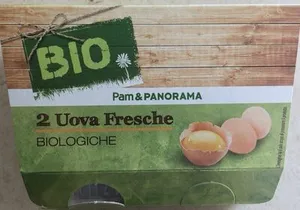 BIO
Pam & PANORAMA
2 Uova Fresche
BIOLOGICHE